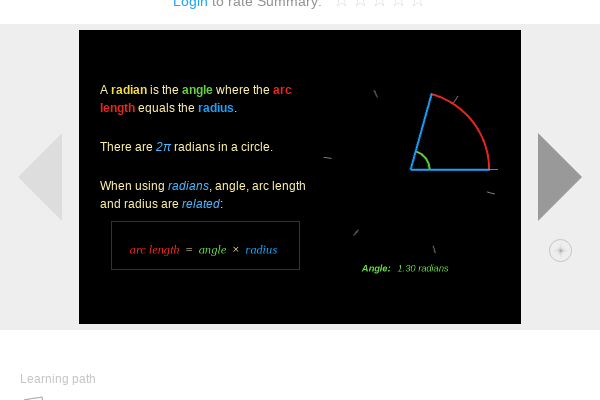 Login to rate Summary:
A radian is the angle where the arc
length equals the radius.
There are 2π radians in a circle.
When using radians, angle, arc length
and radius are related:
arc length = angle × radius
Angle: 1.30 radians
Learning path